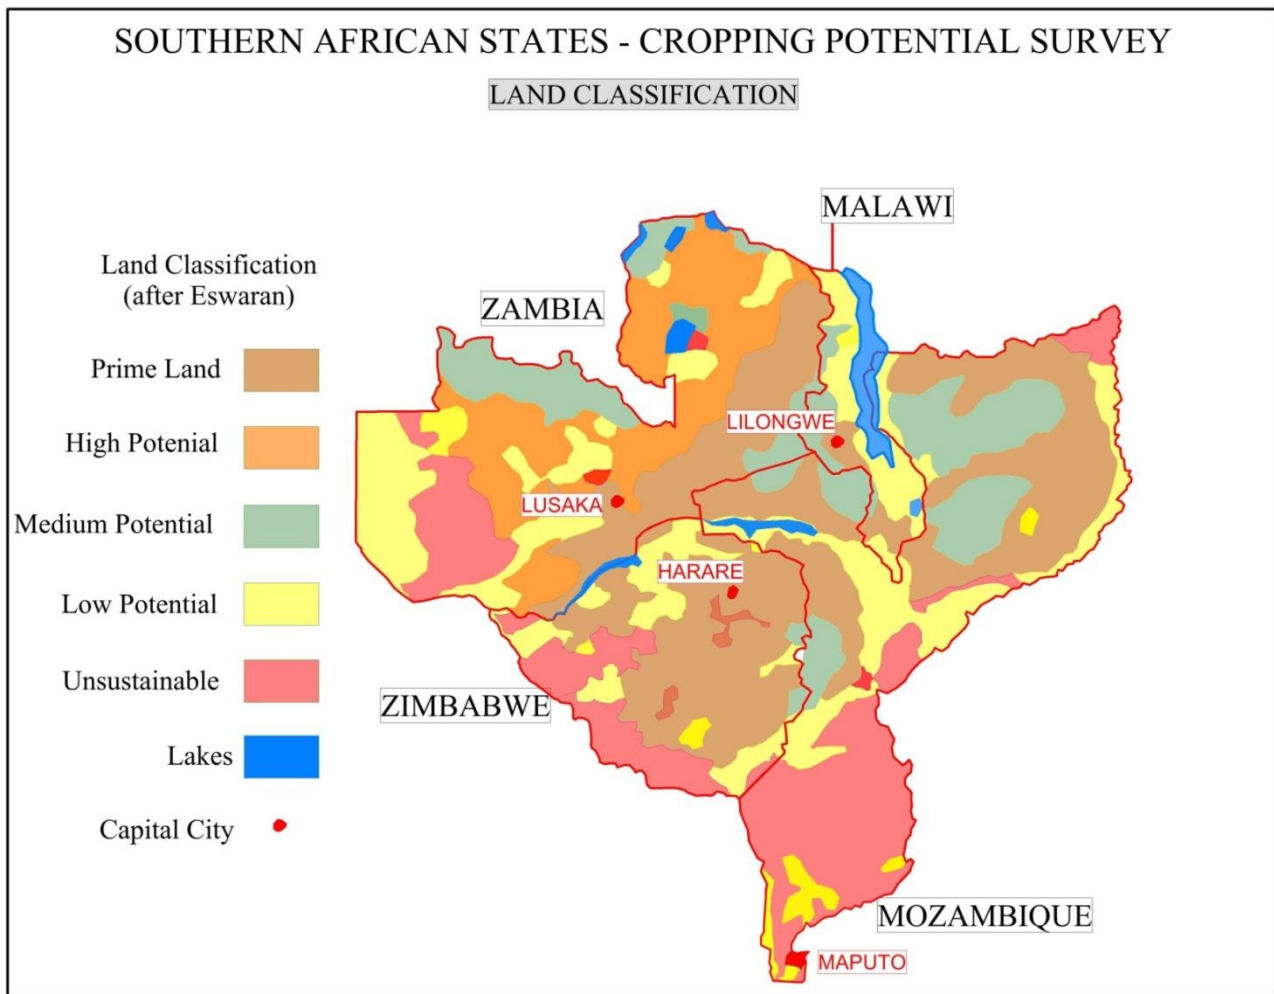 SOUTHERN AFRICAN STATES - CROPPING POTENTIAL SURVEY
LAND CLASSIFICATION
MALAWI
ZAMBIA
Land Classification
(after Eswaran)
Prime Land
High Potenial
Medium Potential
Low Potential
Unsustainable
Lakes
Capital City
LILONGWE
LUSAKA
HARARE
ZIMBABWE
MOZAMBIQUE
MAPUTO